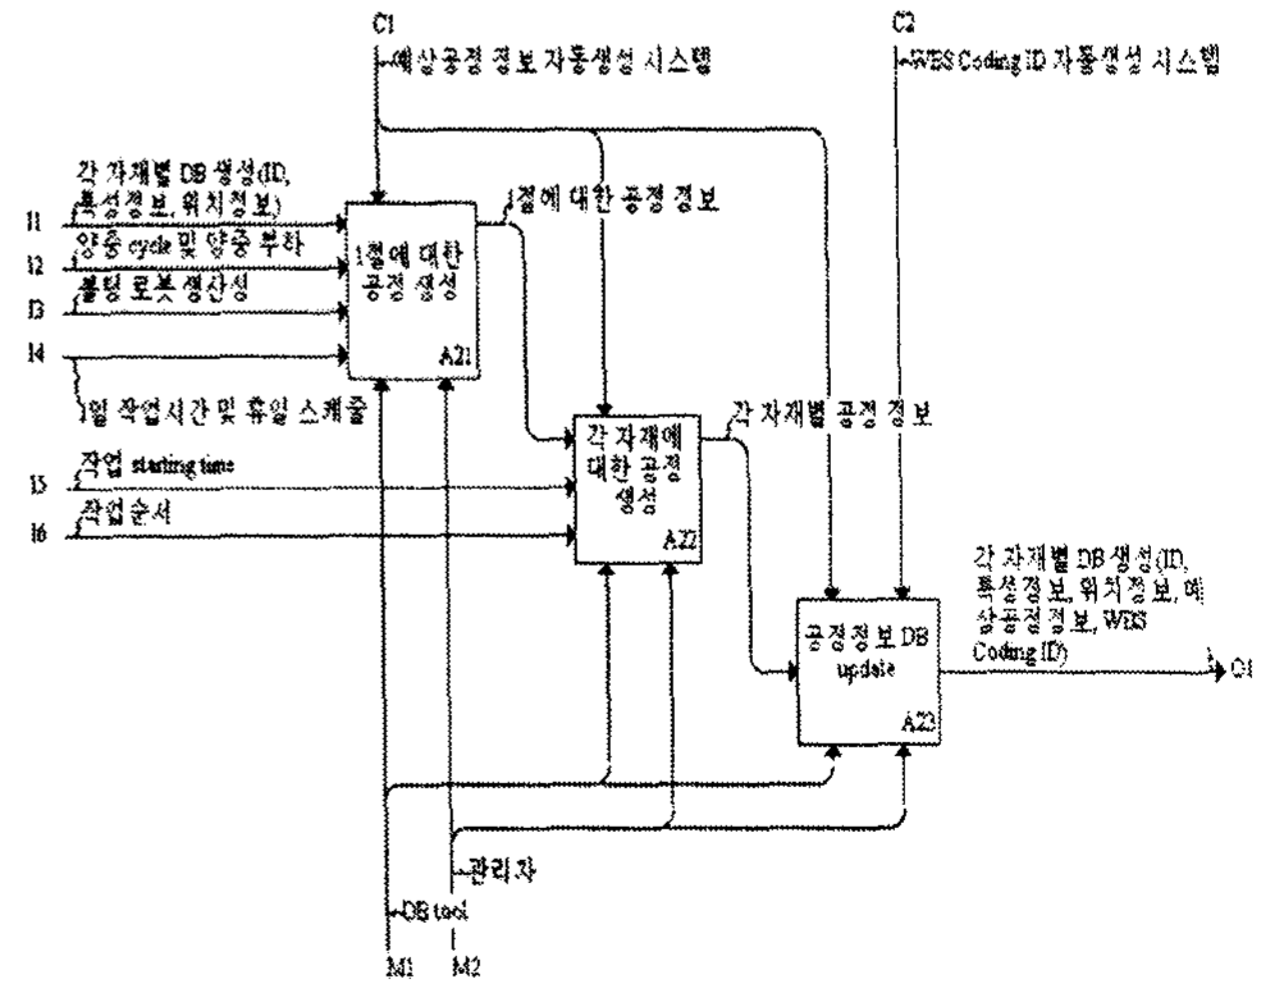 C1
예상공정 정보 자동생성 시스템
C2
WBS Coding ID 자동생성 시스템
각 자재별 DB 생성(ID,
특성정보, 위치정보)
I1
양중 cycle 및 양중 부하
I2
볼팅 로봇 생산성
I3
I4
1일 작업시간 및 휴일 스케줄
1절에 대한
공정 생성
A21
1절에 대한 공정 정보
작업 starting time
I5
작업순서
I6
각 자재에
대한 공정
생성
A22
각 자재별 공정 정보
공정정보 DB
update
A23
각 자재별 DB 생성(ID,
특성정보, 위치정보, 예
상공정정보, WBS
Coding ID)
O1
관리자
DB tool
M1
M2